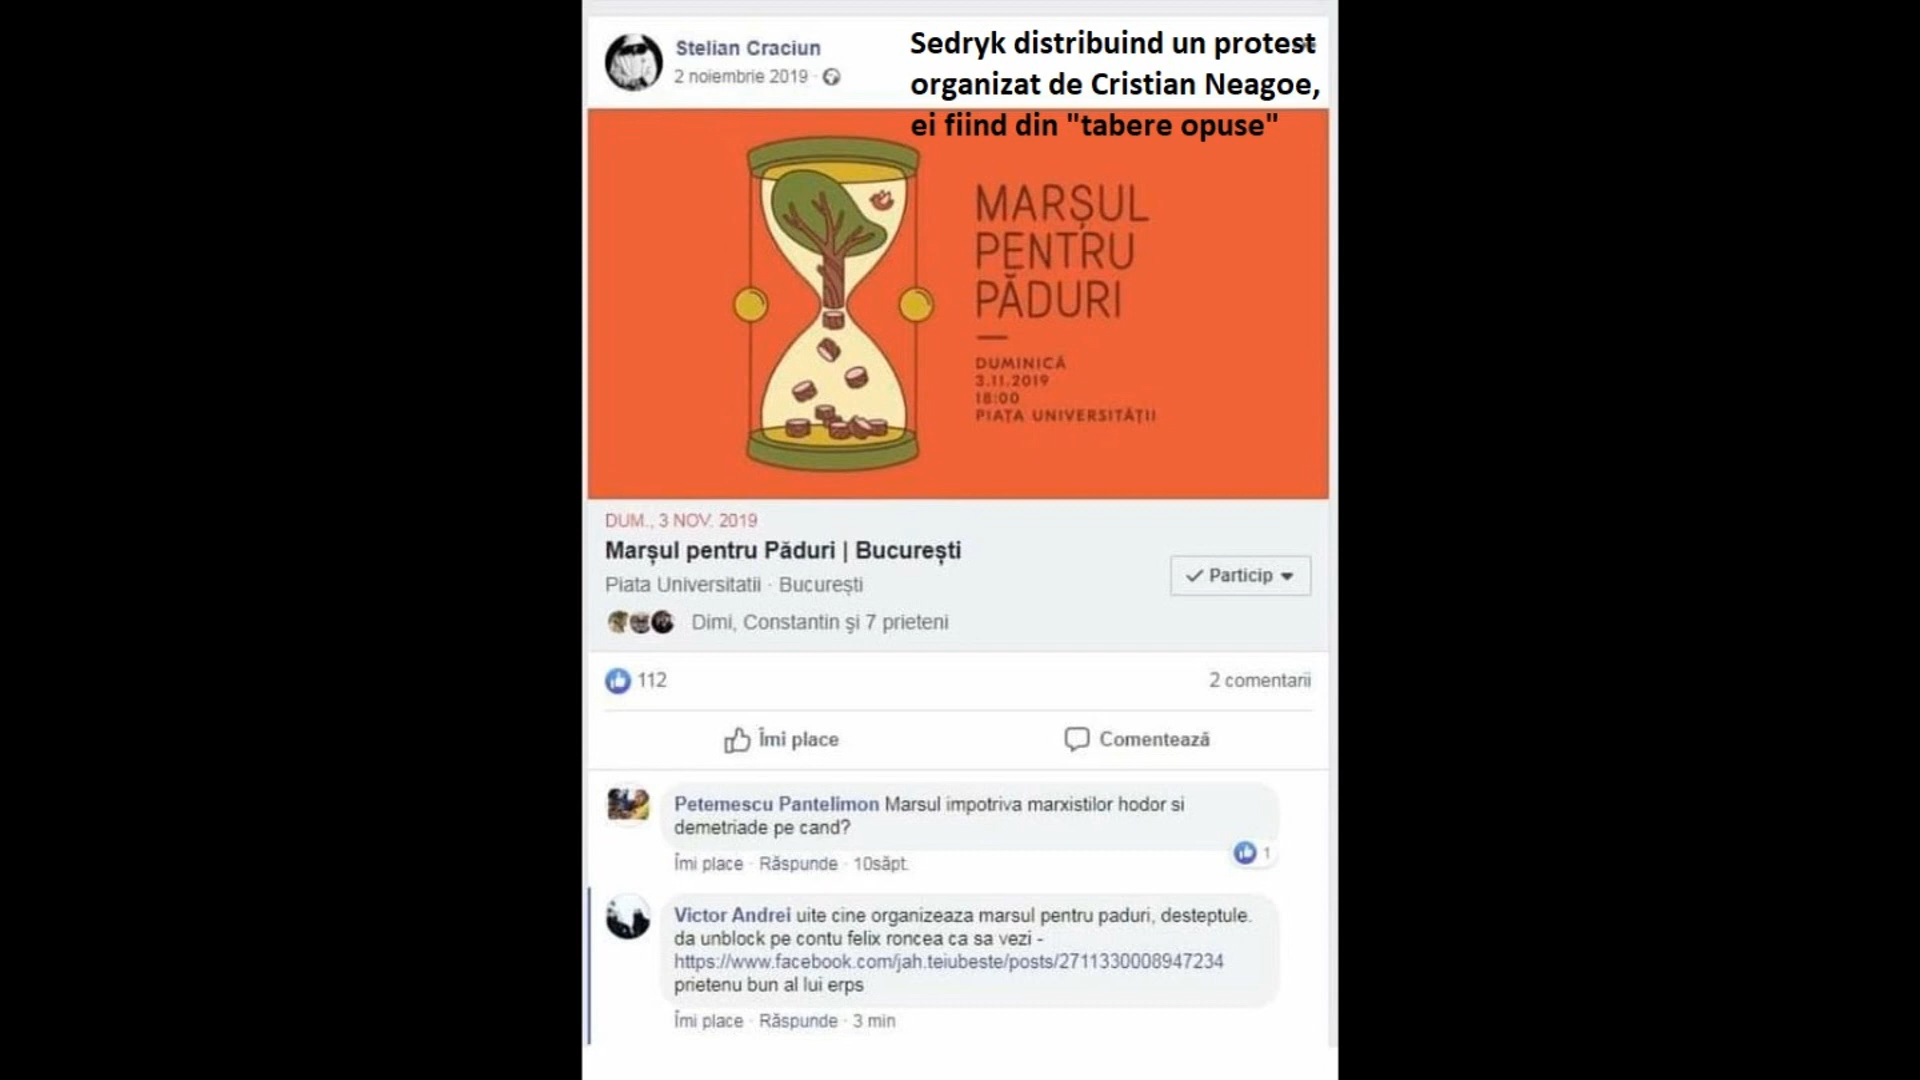 Stelian Craciun
2 noiembrie 2019 ·
Sedryk distribuind un protest
organizat de Cristian Neagoe,
ei fiind din "tabere opuse"
MARȘUL
PENTRU
PĂDURI
DUMINICĂ
3.11.2019
18:00
PIAȚA UNIVERSITĂȚII
DUM., 3 NOV. 2019
Marșul pentru Păduri | București
Piata Universitatii · București
Particip
Dimi, Constantin și 7 prieteni
112
2 comentarii
Îmi place
Comentează
Petemescu Pantelimon Marsul impotriva marxistilor hodor si
demetriade pe cand?
Îmi place · Răspunde · 10săpt.
1
Victor Andrei uite cine organizeaza marsul pentru paduri, desteptule.
da unblock pe contu felix roncea ca sa vezi -
https://www.facebook.com/jah.teiubeste/posts/2711330008947234
prietenu bun al lui erps
Îmi place · Răspunde · 3 min